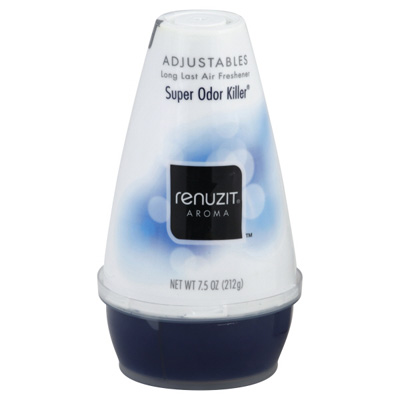 ADJUSTABLES
Long Last Air Freshener
Super Odor Killer®
renuzit®
AROMA
™
NET WT 7.5 OZ (212g)